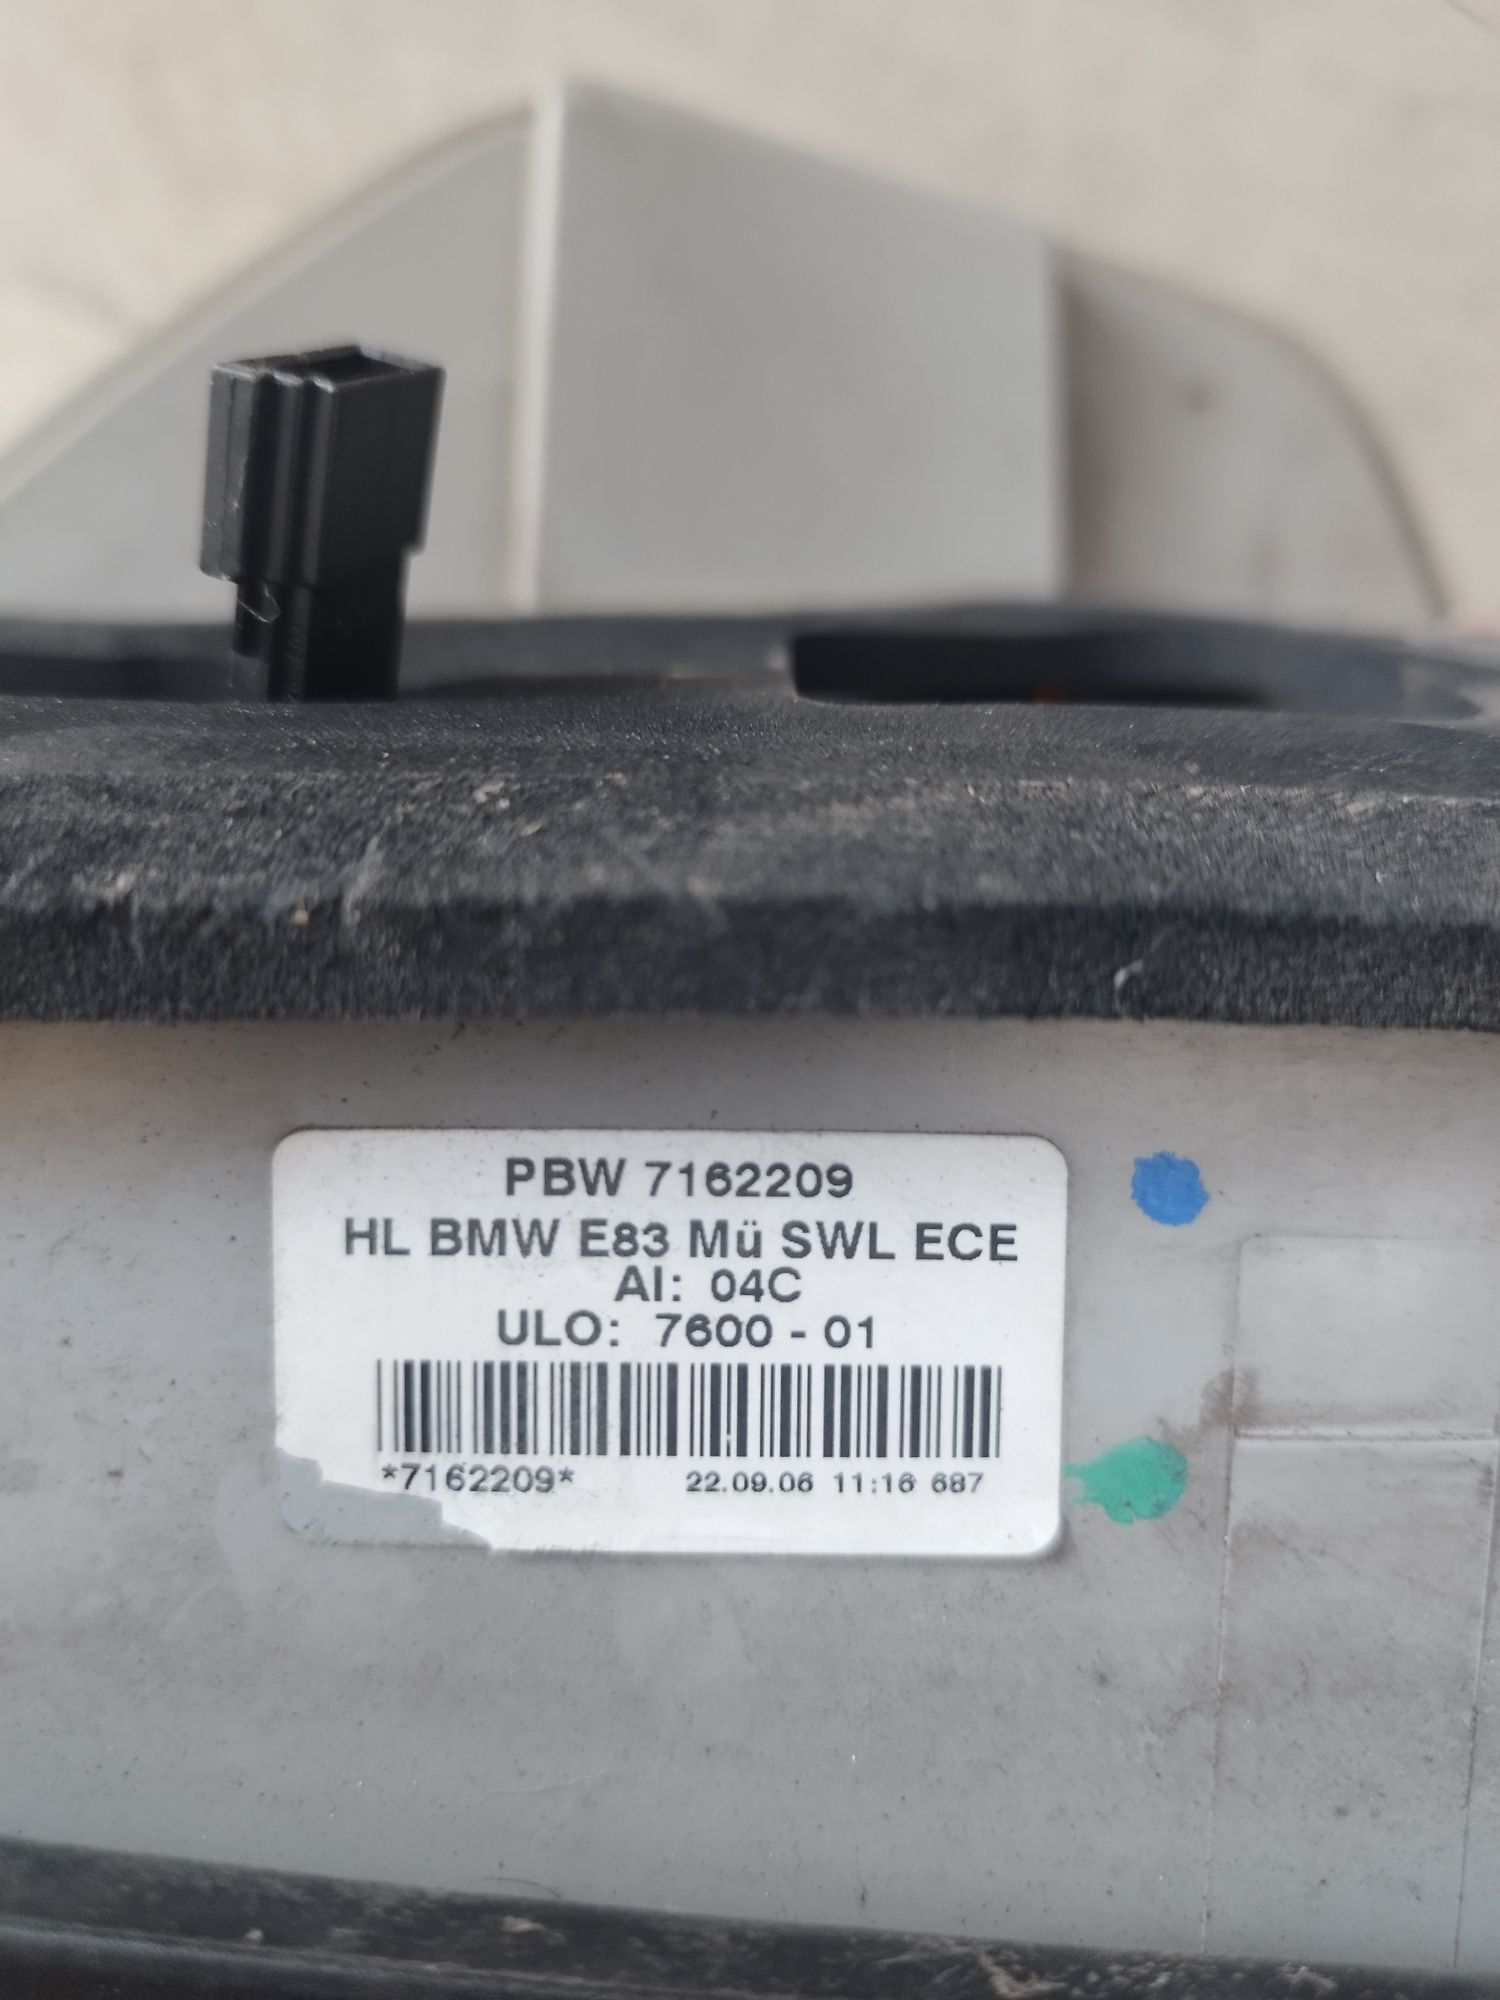 PBW 7162209
HL BMW E83 Mü SWL ECE
AI: 04C
ULO: 7600 - 01
*7162209* 22.09.06 11:16 687